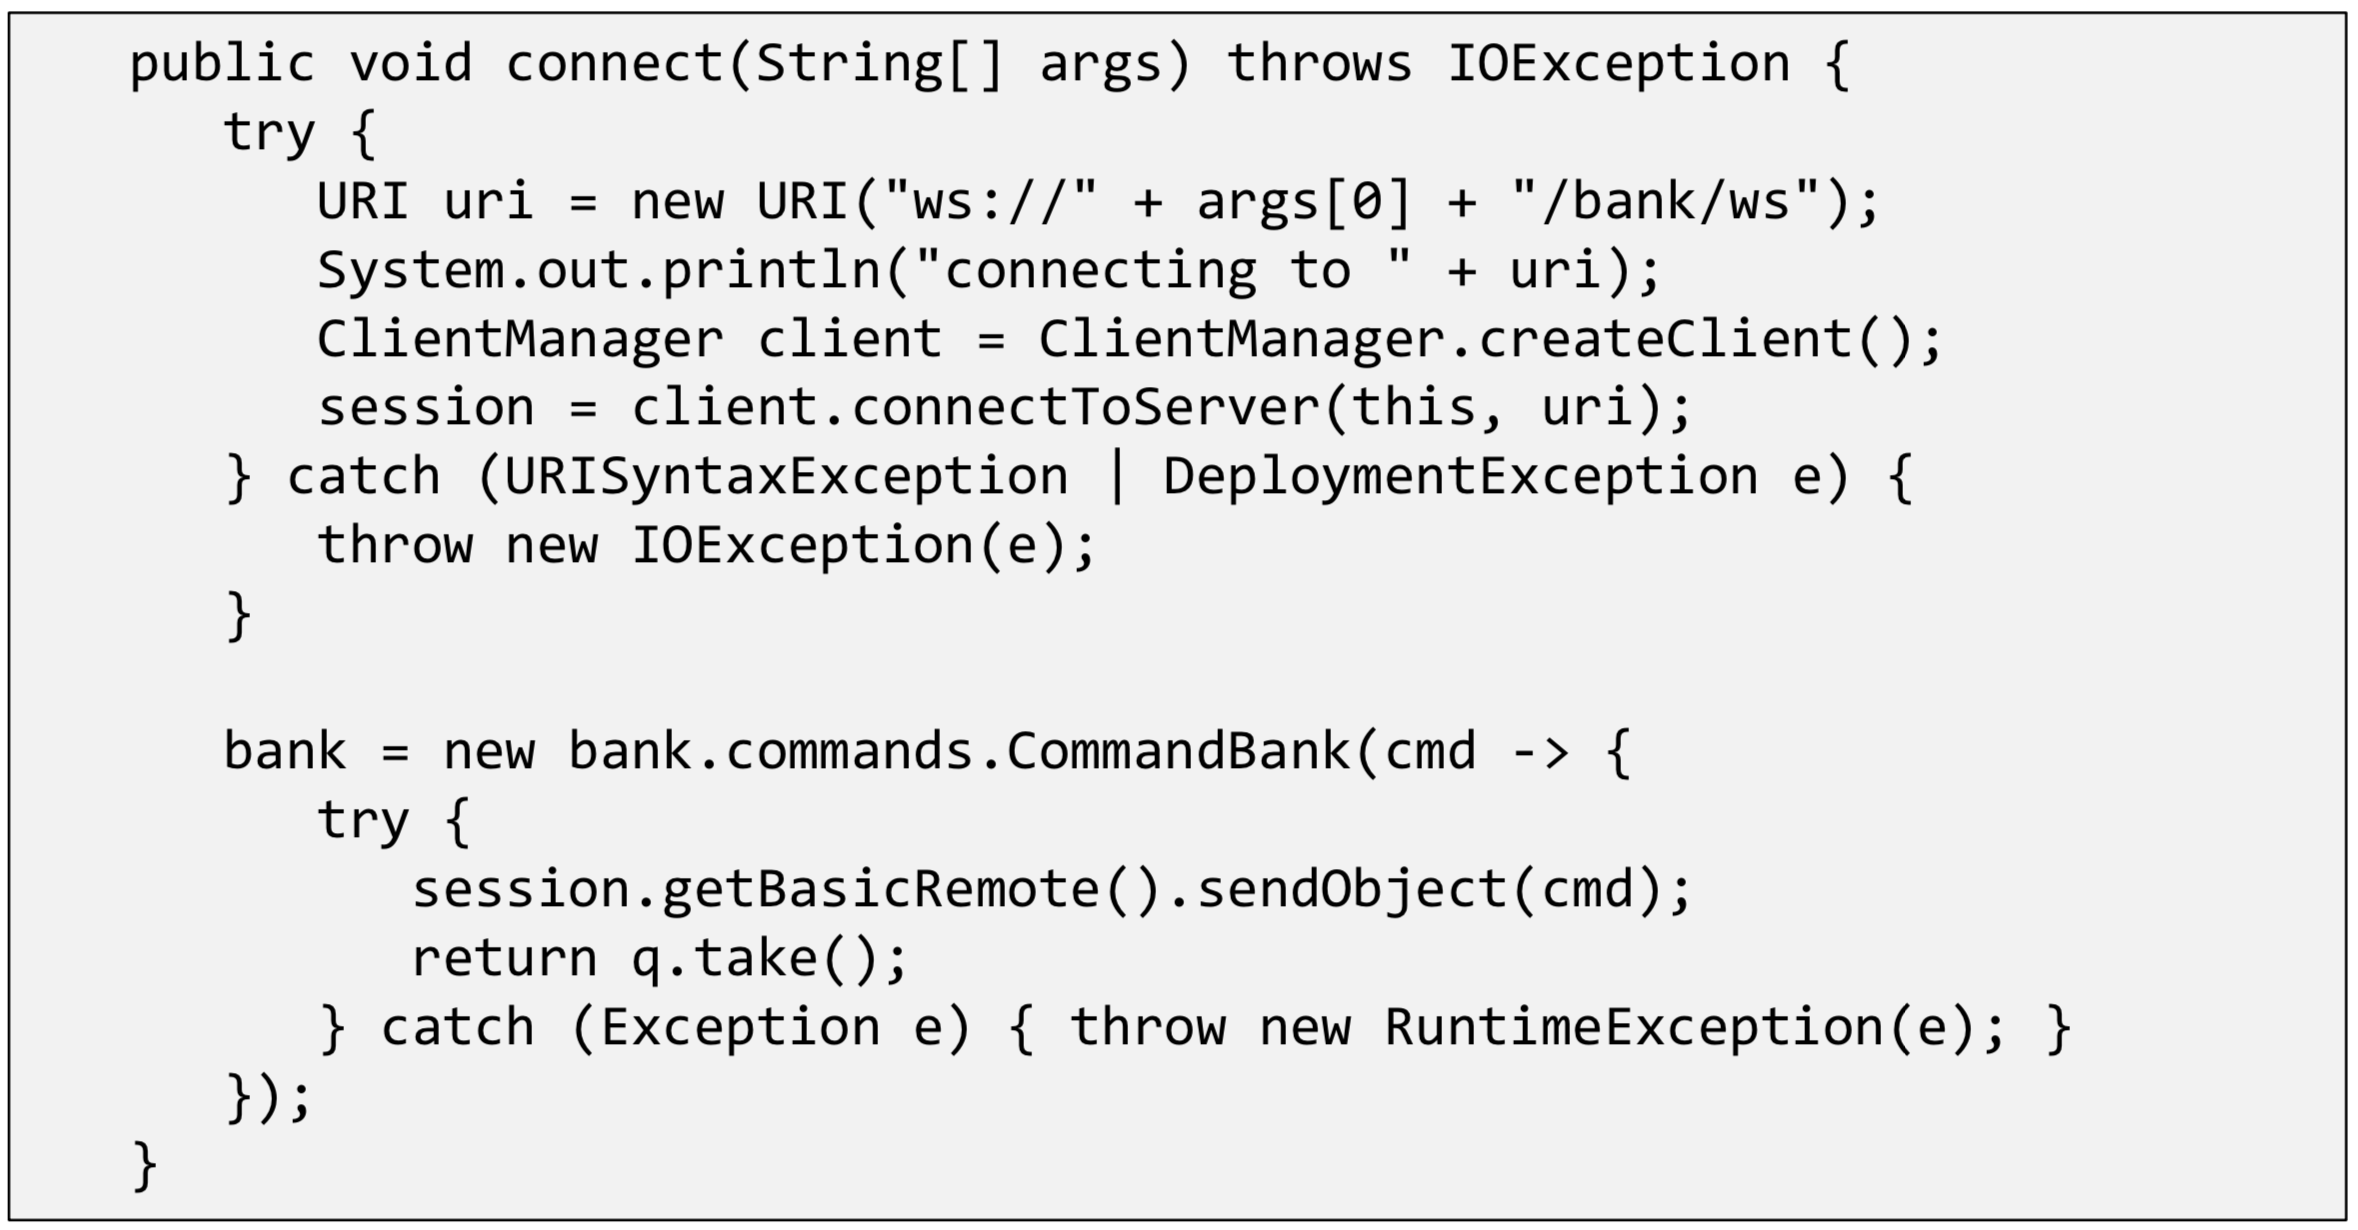 public void connect(String[] args) throws IOException {
try {
URI uri = new URI("ws://" + args[0] + "/bank/ws");
System.out.println("connecting to " + uri);
ClientManager client = ClientManager.createClient();
session = client.connectToServer(this, uri);
} catch (URISyntaxException | DeploymentException e) {
throw new IOException(e);
}
bank = new bank.commands.CommandBank(cmd -> {
try {
session.getBasicRemote().sendObject(cmd);
return q.take();
} catch (Exception e) { throw new RuntimeException(e); }
});
}